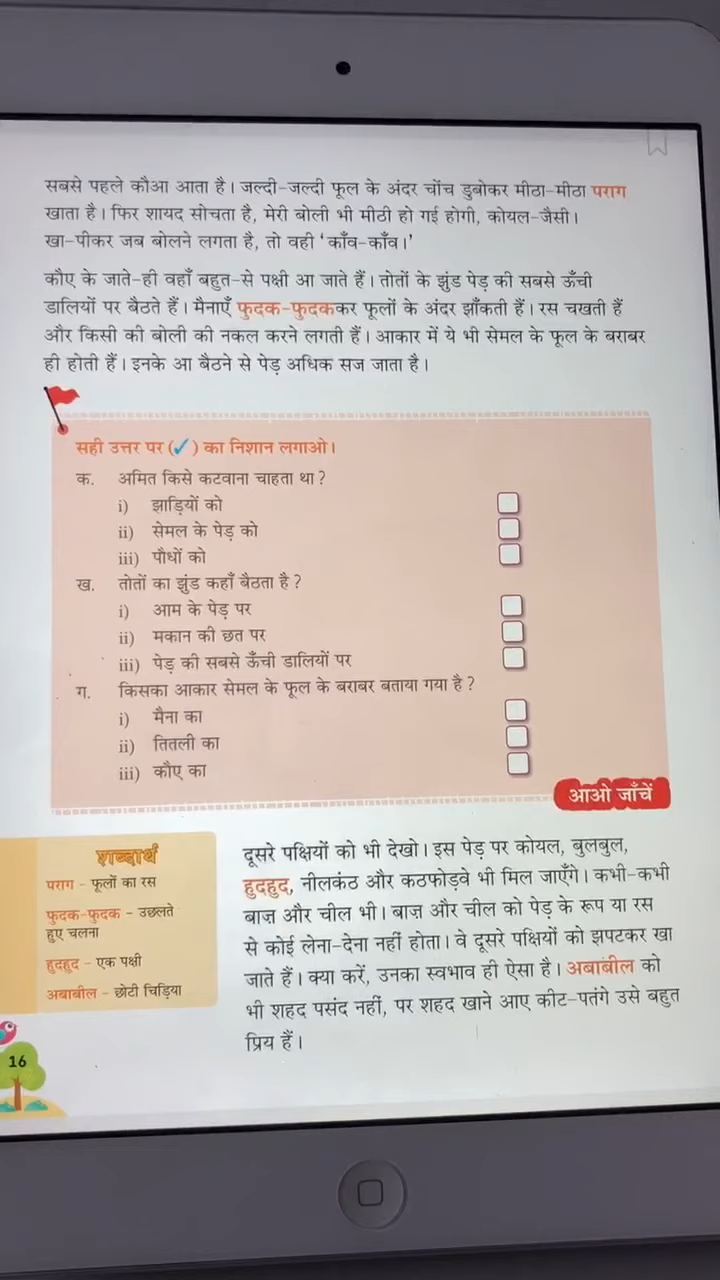 सबसे पहले कौआ आता है। जल्दी-जल्दी फूल के अंदर चोंच डुबोकर मीठा-मीठा पराग
खाता है। फिर शायद सोचता है, मेरी बोली भी मीठी हो गई होगी, कोयल-जैसी।
खा-पीकर जब बोलने लगता है, तो वही 'काँव-काँव।'
कौए के जाते-ही वहाँ बहुत-से पक्षी आ जाते हैं। तोतों के झुंड पेड़ की सबसे ऊँची
डालियों पर बैठते हैं। मैनाएँ फुदक-फुदककर फूलों के अंदर झाँकती हैं। रस चखती हैं
और किसी की बोली की नकल करने लगती हैं। आकार में ये भी सेमल के फूल के बराबर
ही होती हैं। इनके आ बैठने से पेड़ अधिक सज जाता है।
सही उत्तर पर (✓) का निशान लगाओ।
क. अमित किसे कटवाना चाहता था?
i) झाड़ियों को
ii) सेमल के पेड़ को
iii) पौधों को
ख. तोतों का झुंड कहाँ बैठता है?
i) आम के पेड़ पर
ii) मकान की छत पर
iii) पेड़ की सबसे ऊँची डालियों पर
ग. किसका आकार सेमल के फूल के बराबर बताया गया है?
i) मैना का
ii) तितली का
iii) कौए का
आओ जाँचें
शब्दार्थ
पराग - फूलों का रस
फुदक-फुदक - उछलते
हुए चलना
हुदहुद - एक पक्षी
अबाबील - छोटी चिड़िया
दूसरे पक्षियों को भी देखो। इस पेड़ पर कोयल, बुलबुल,
हुदहुद, नीलकंठ और कठफोड़वे भी मिल जाएँगे। कभी-कभी
बाज़ और चील भी। बाज़ और चील को पेड़ के रूप या रस
से कोई लेना-देना नहीं होता। वे दूसरे पक्षियों को झपटकर खा
जाते हैं। क्या करें, उनका स्वभाव ही ऐसा है। अबाबील को
भी शहद पसंद नहीं, पर शहद खाने आए कीट-पतंगे उसे बहुत
प्रिय हैं।
16